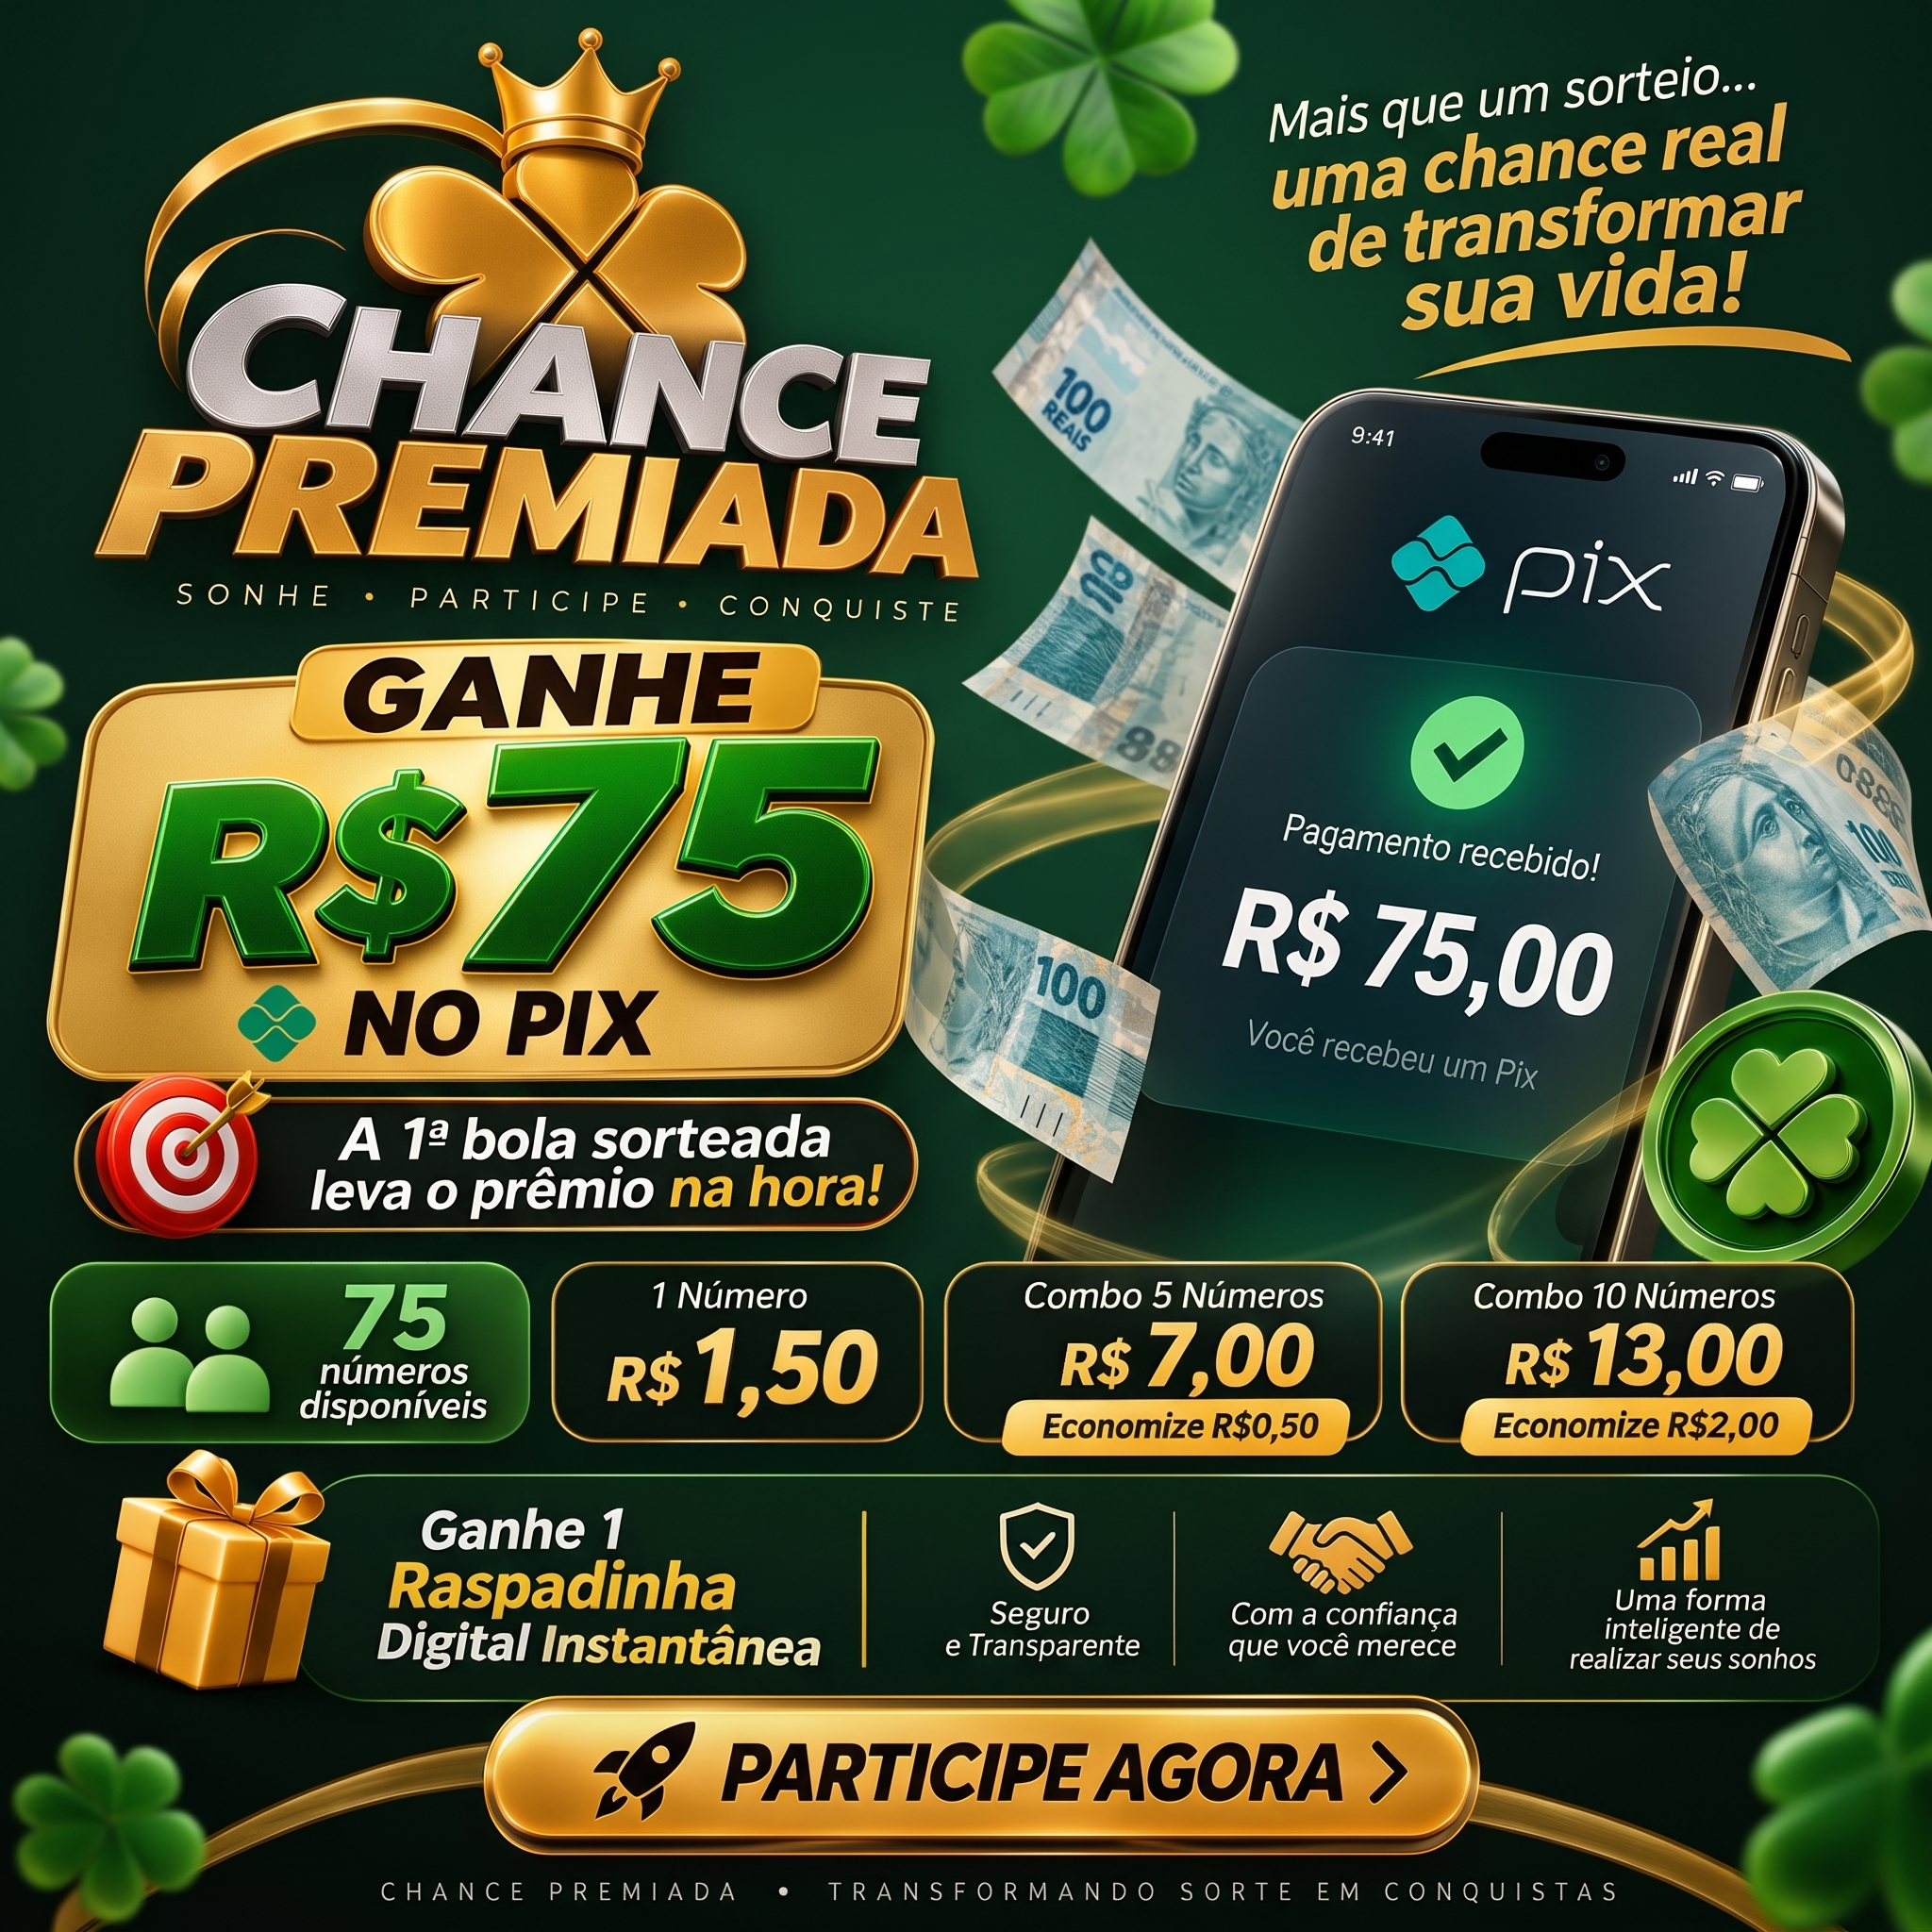 Mais que um sorteio...
uma chance real
de transformar
sua vida!
CHANCE
PREMIADA
SONHE • PARTICIPE • CONQUISTE
100
REAIS
9:41
pix
GANHE
R$75
NO PIX
Pagamento recebido!
R$ 75,00
Você recebeu um Pix
100
100
A 1ª bola sorteada
leva o prêmio na hora!
75
números
disponíveis
1 Número
R$ 1,50
Combo 5 Números
R$ 7,00
Economize R$0,50
Combo 10 Números
R$ 13,00
Economize R$2,00
Ganhe 1
Raspadinha
Digital Instantânea
Seguro
e Transparente
Com a confiança
que você merece
Uma forma
inteligente de
realizar seus sonhos
PARTICIPE AGORA >
CHANCE PREMIADA • TRANSFORMANDO SORTE EM CONQUISTAS